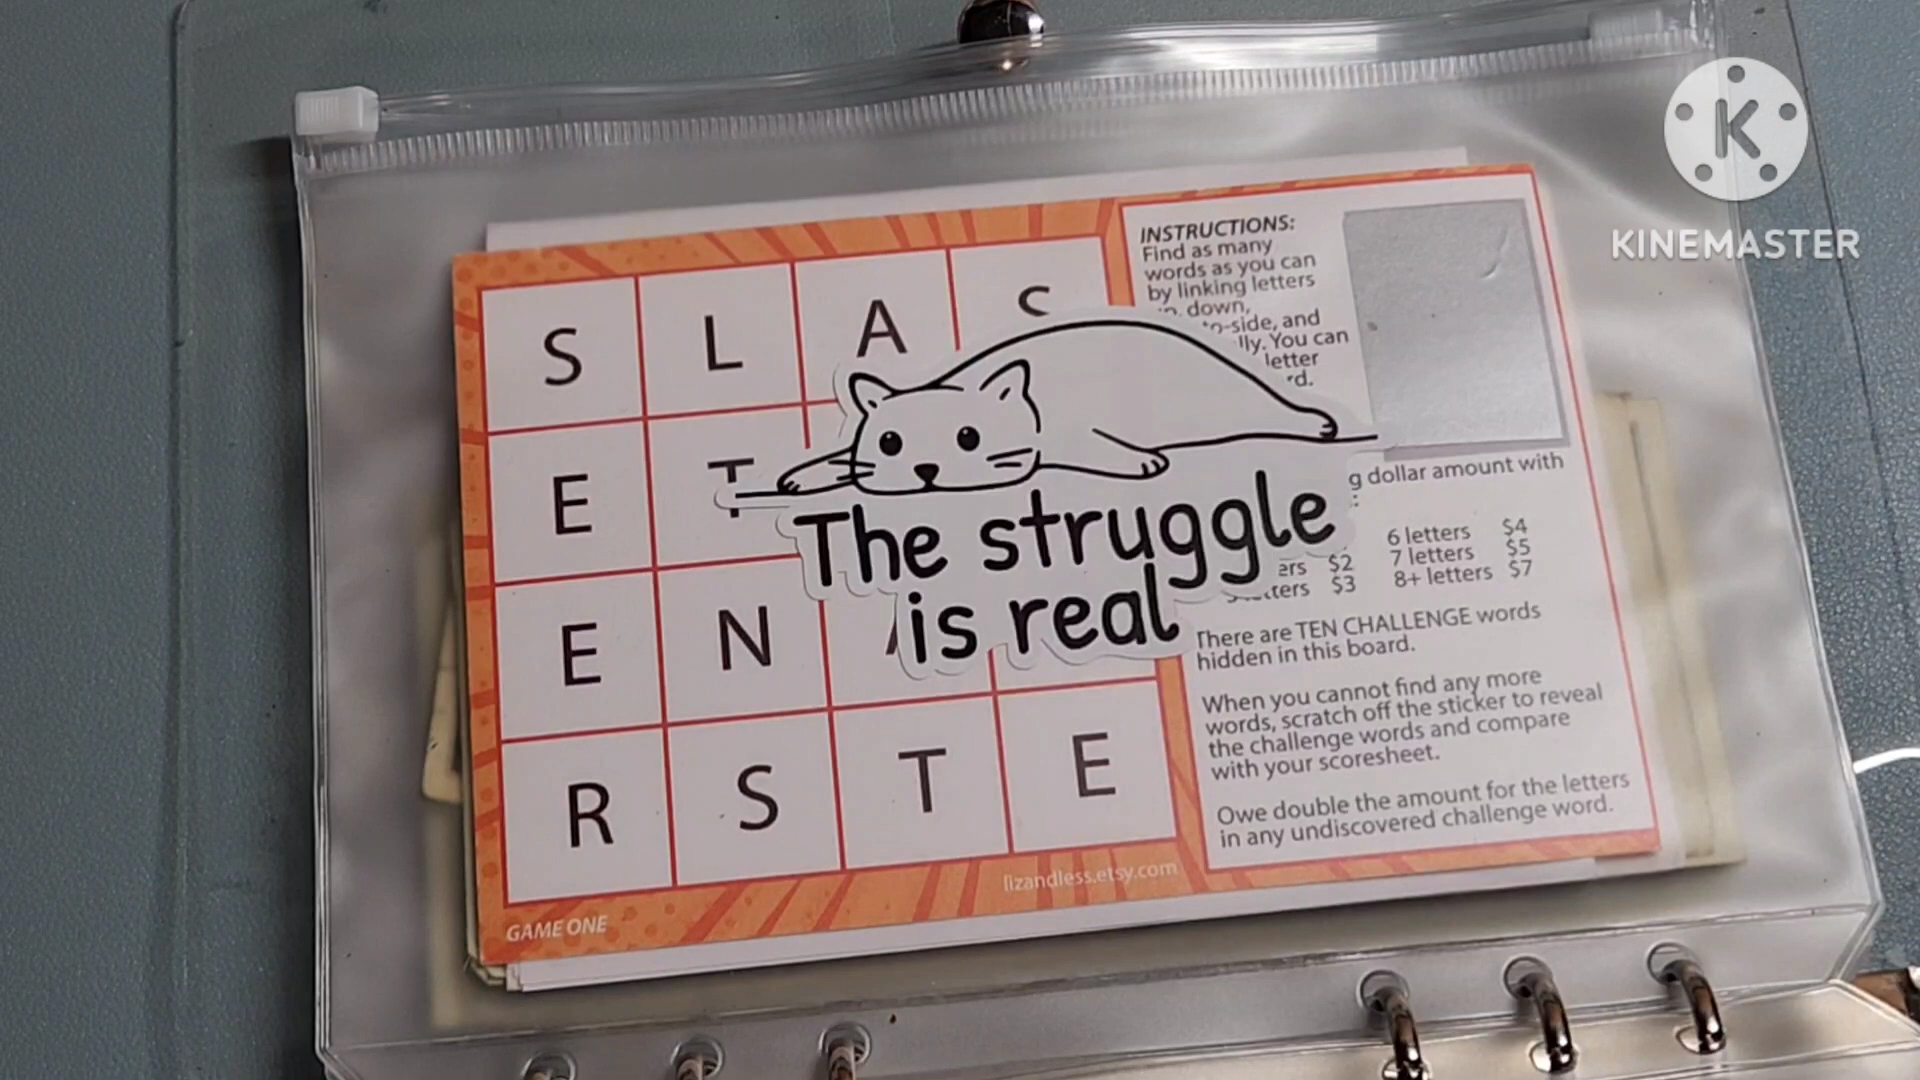 K
KINEMASTER
S L A S
E T
E N
R S T E
The struggle
is real
INSTRUCTIONS:
Find as many
words as you can
by linking letters
down,
-side, and
lly. You can
letter
rd.
g dollar amount with
:
6 letters $4
$2 7 letters $5
$3 8+ letters $7
There are TEN CHALLENGE words
hidden in this board.
When you cannot find any more
words, scratch off the sticker to reveal
the challenge words and compare
with your scoresheet.
Owe double the amount for the letters
in any undiscovered challenge word.
lizandless.etsy.com
GAME ONE